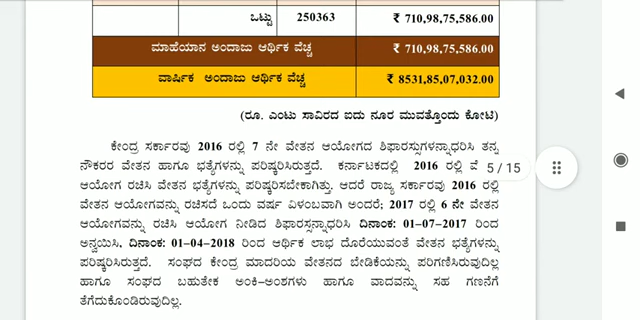 ಒಟ್ಟು 250363 ₹ 710,98,75,586.00
ಮಾಹೆಯಾನ ಅಂದಾಜು ಆರ್ಥಿಕ ವೆಚ್ಚ ₹ 710,98,75,586.00
ವಾರ್ಷಿಕ ಅಂದಾಜು ಆರ್ಥಿಕ ವೆಚ್ಚ ₹ 8531,85,07,032.00
(ರೂ. ಎಂಟು ಸಾವಿರದ ಐದು ನೂರ ಮುವತ್ತೊಂದು ಕೋಟಿ)
ಕೇಂದ್ರ ಸರ್ಕಾರವು 2016 ರಲ್ಲಿ 7 ನೇ ವೇತನ ಆಯೋಗದ ಶಿಫಾರಸ್ಸುಗಳನ್ನಾಧರಿಸಿ ತನ್ನ
ನೌಕರರ ವೇತನ ಹಾಗೂ ಭತ್ಯೆಗಳನ್ನು ಪರಿಷ್ಕರಿಸಿರುತ್ತದೆ. ಕರ್ನಾಟಕದಲ್ಲಿ 2016 ರಲ್ಲಿ ವೆ
5 / 15
ಆಯೋಗ ರಚಿಸಿ ವೇತನ ಭತ್ಯೆಗಳನ್ನು ಪರಿಷ್ಕರಿಸಬೇಕಾಗಿತ್ತು. ಆದರೆ ರಾಜ್ಯ ಸರ್ಕಾರವು 2016 ರಲ್ಲಿ
ವೇತನ ಆಯೋಗವನ್ನು ರಚಿಸದೆ ಒಂದು ವರ್ಷ ವಿಳಂಬವಾಗಿ ಅಂದರೆ; 2017 ರಲ್ಲಿ 6 ನೇ ವೇತನ
ಆಯೋಗವನ್ನು ರಚಿಸಿ ಆಯೋಗ ನೀಡಿದ ಶಿಫಾರಸ್ಸನ್ನಾಧರಿಸಿ ದಿನಾಂಕ: 01-07-2017 ರಿಂದ
ಅನ್ವಯಿಸಿ, ದಿನಾಂಕ: 01-04-2018 ರಿಂದ ಆರ್ಥಿಕ ಲಾಭ ದೊರೆಯುವಂತೆ ವೇತನ ಭತ್ಯೆಗಳನ್ನು
ಪರಿಷ್ಕರಿಸಿರುತ್ತದೆ. ಸಂಘದ ಕೇಂದ್ರ ಮಾದರಿಯ ವೇತನದ ಬೇಡಿಕೆಯನ್ನು ಪರಿಗಣಿಸಿರುವುದಿಲ್ಲ
ಹಾಗೂ ಸಂಘದ ಬಹುತೇಕ ಅಂಕಿ-ಅಂಶಗಳು ಹಾಗೂ ವಾದವನ್ನು ಸಹ ಗಣನೆಗೆ
ತೆಗೆದುಕೊಂಡಿರುವುದಿಲ್ಲ.